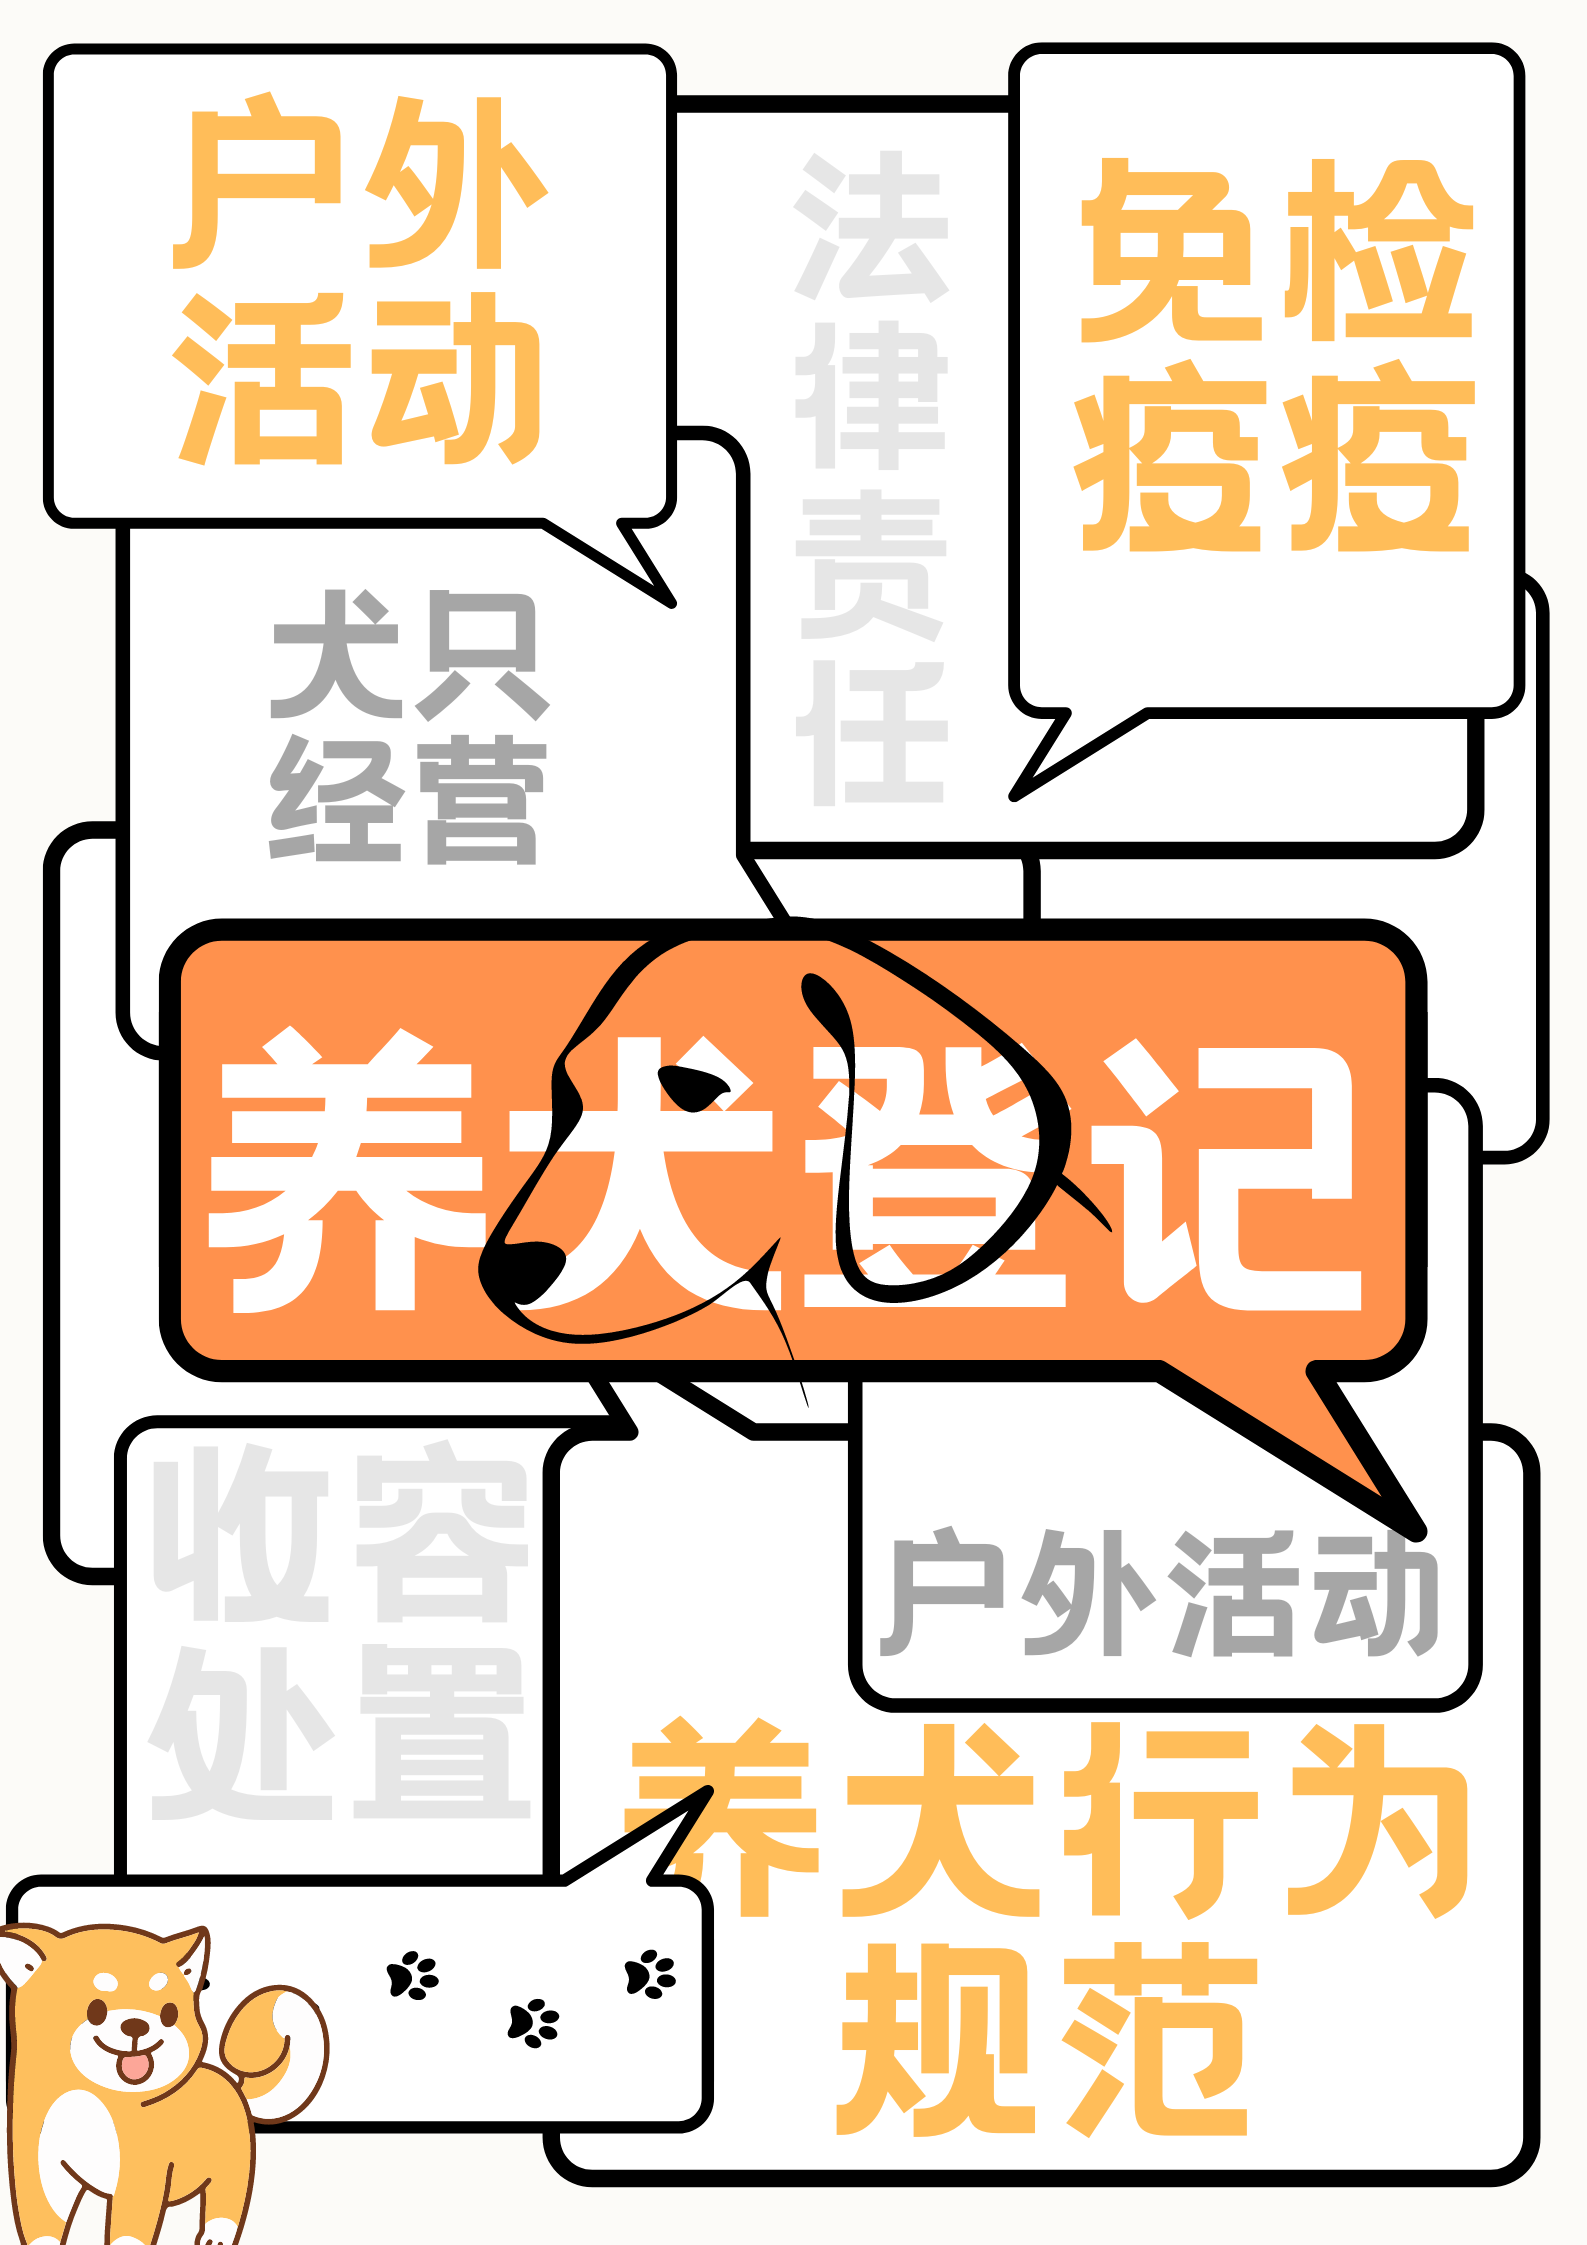 户外
活动
法
律
责
任
免检
疫疫
犬只
经营
养犬登记
收容
处置
户外活动
养犬行为
规范